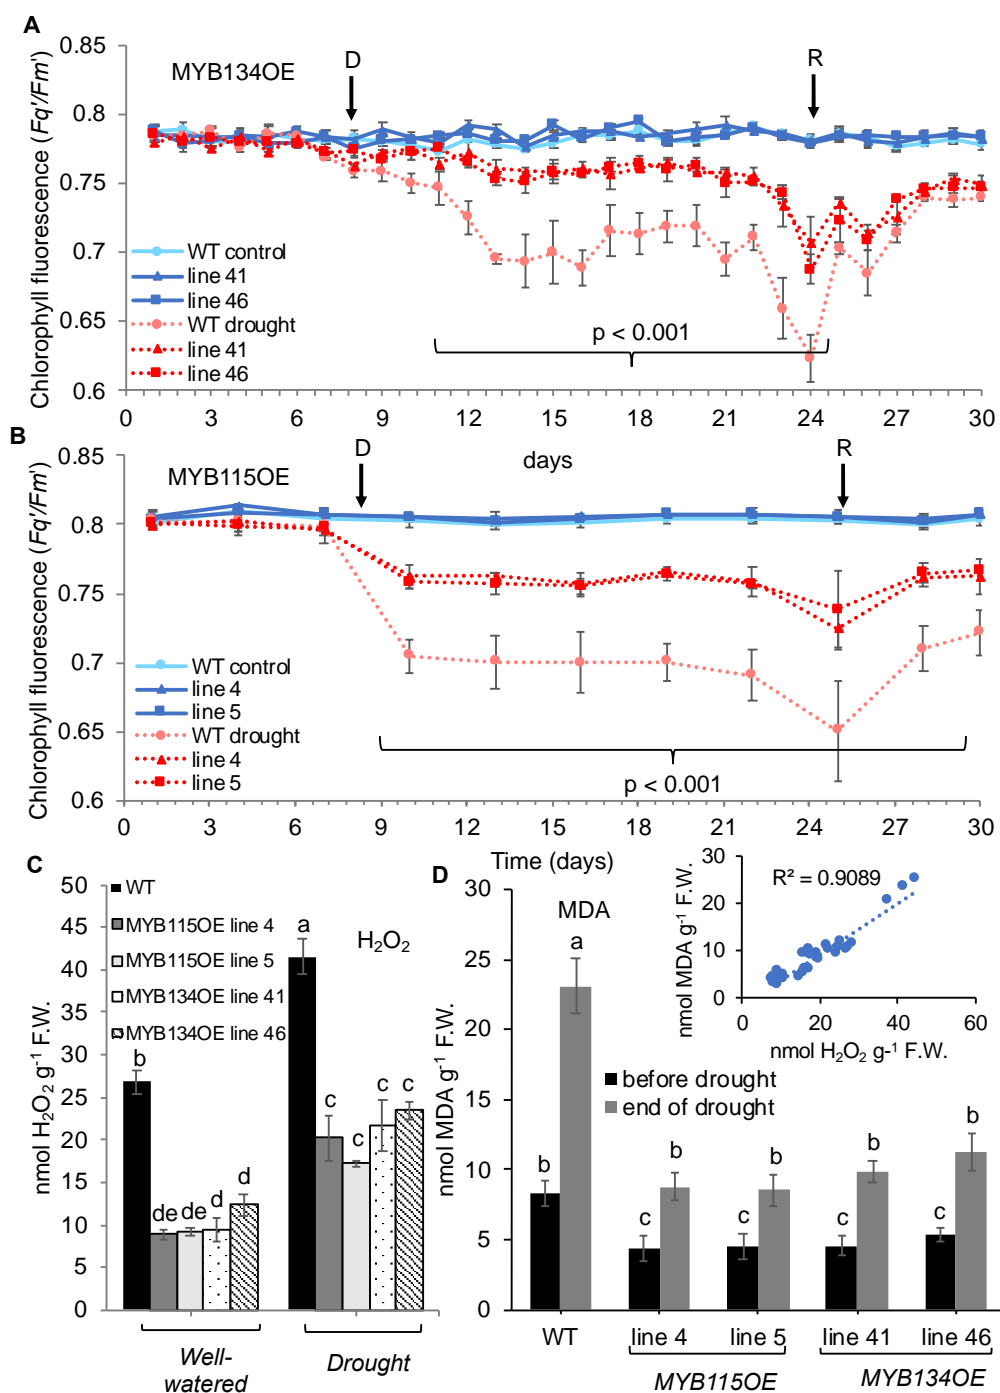 A
0.85
0.8
0.75
0.7
0.65
0.6
Chlorophyll fluorescence (Fq'/Fm')
MYB134OE
D
R
WT control
line 41
line 46
WT drought
line 41
line 46
p < 0.001
0 3 6 9 12 15 18 21 24 27 30
days
B
0.85
0.8
0.75
0.7
0.65
0.6
Chlorophyll fluorescence (Fq'/Fm')
MYB115OE
D
R
WT control
line 4
line 5
WT drought
line 4
line 5
p < 0.001
0 3 6 9 12 15 18 21 24 27 30
Time (days)
C
50
45
40
35
30
25
20
15
10
5
0
nmol H₂O₂ g⁻¹ F.W.
WT
MYB115OE line 4
MYB115OE line 5
MYB134OE line 41
MYB134OE line 46
H₂O₂
b de de d d
a c c c c
Well-
watered
Drought
D
30
25
20
15
10
5
0
nmol MDA g⁻¹ F.W.
MDA
before drought
end of drought
b a c b c b c b c b
WT line 4 line 5 line 41 line 46
MYB115OE MYB134OE
30
20
10
0
nmol MDA g⁻¹ F.W.
R² = 0.9089
0 20 40 60
nmol H₂O₂ g-¹ F.W.